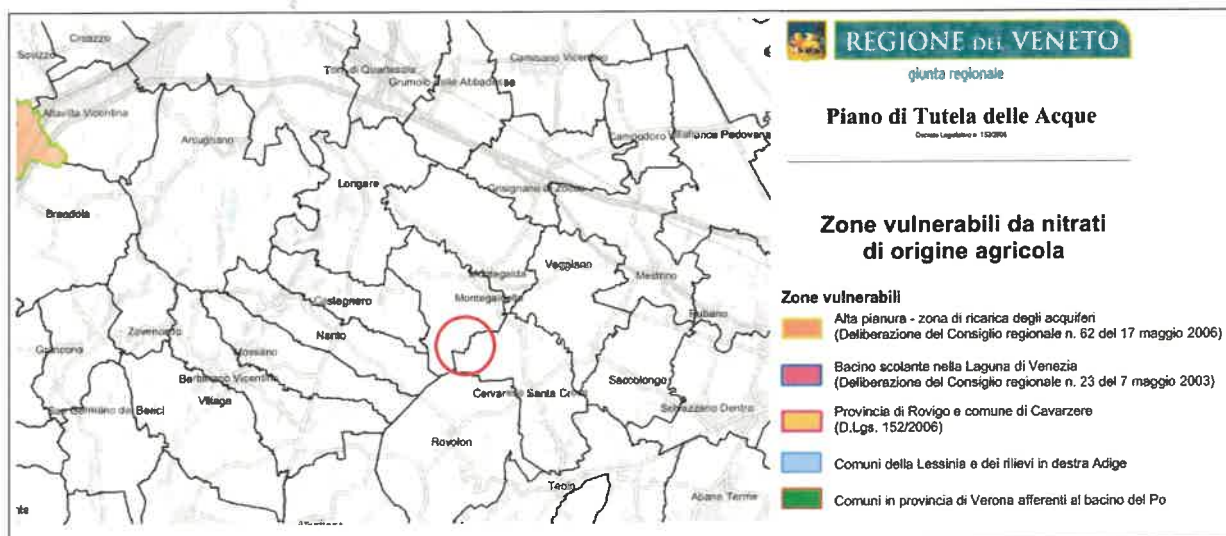 Creazzo
Altavilla Vicentina
Arcugnano
Torri di Quartesolo
Grumolo delle Abbadesse
Camisano Vicentino
Campodoro
Longare
Grisignano di Zocco
Brendola
Veggiano
Mestrino
Montegalda
Montegaldella
Castegnero
Rubano
Zovencedo
Nanto
Grancona
Mossano
Barbarano Vicentino
Villaga
Saccolongo
Cervarese Santa Croce
San Germano dei Berici
Selvazzano Dentro
Rovolon
Teolo
Abano Terme
REGIONE DEL VENETO
giunta regionale
Piano di Tutela delle Acque
Decreto Legislativo n. 152/2006
Zone vulnerabili da nitrati
di origine agricola
Zone vulnerabili
Alta pianura - zona di ricarica degli acquiferi
(Deliberazione del Consiglio regionale n. 62 del 17 maggio 2006)
Bacino scolante nella Laguna di Venezia
(Deliberazione del Consiglio regionale n. 23 del 7 maggio 2003)
Provincia di Rovigo e comune di Cavarzere
(D.Lgs. 152/2006)
Comuni della Lessinia e dei rilievi in destra Adige
Comuni in provincia di Verona afferenti al bacino del Po